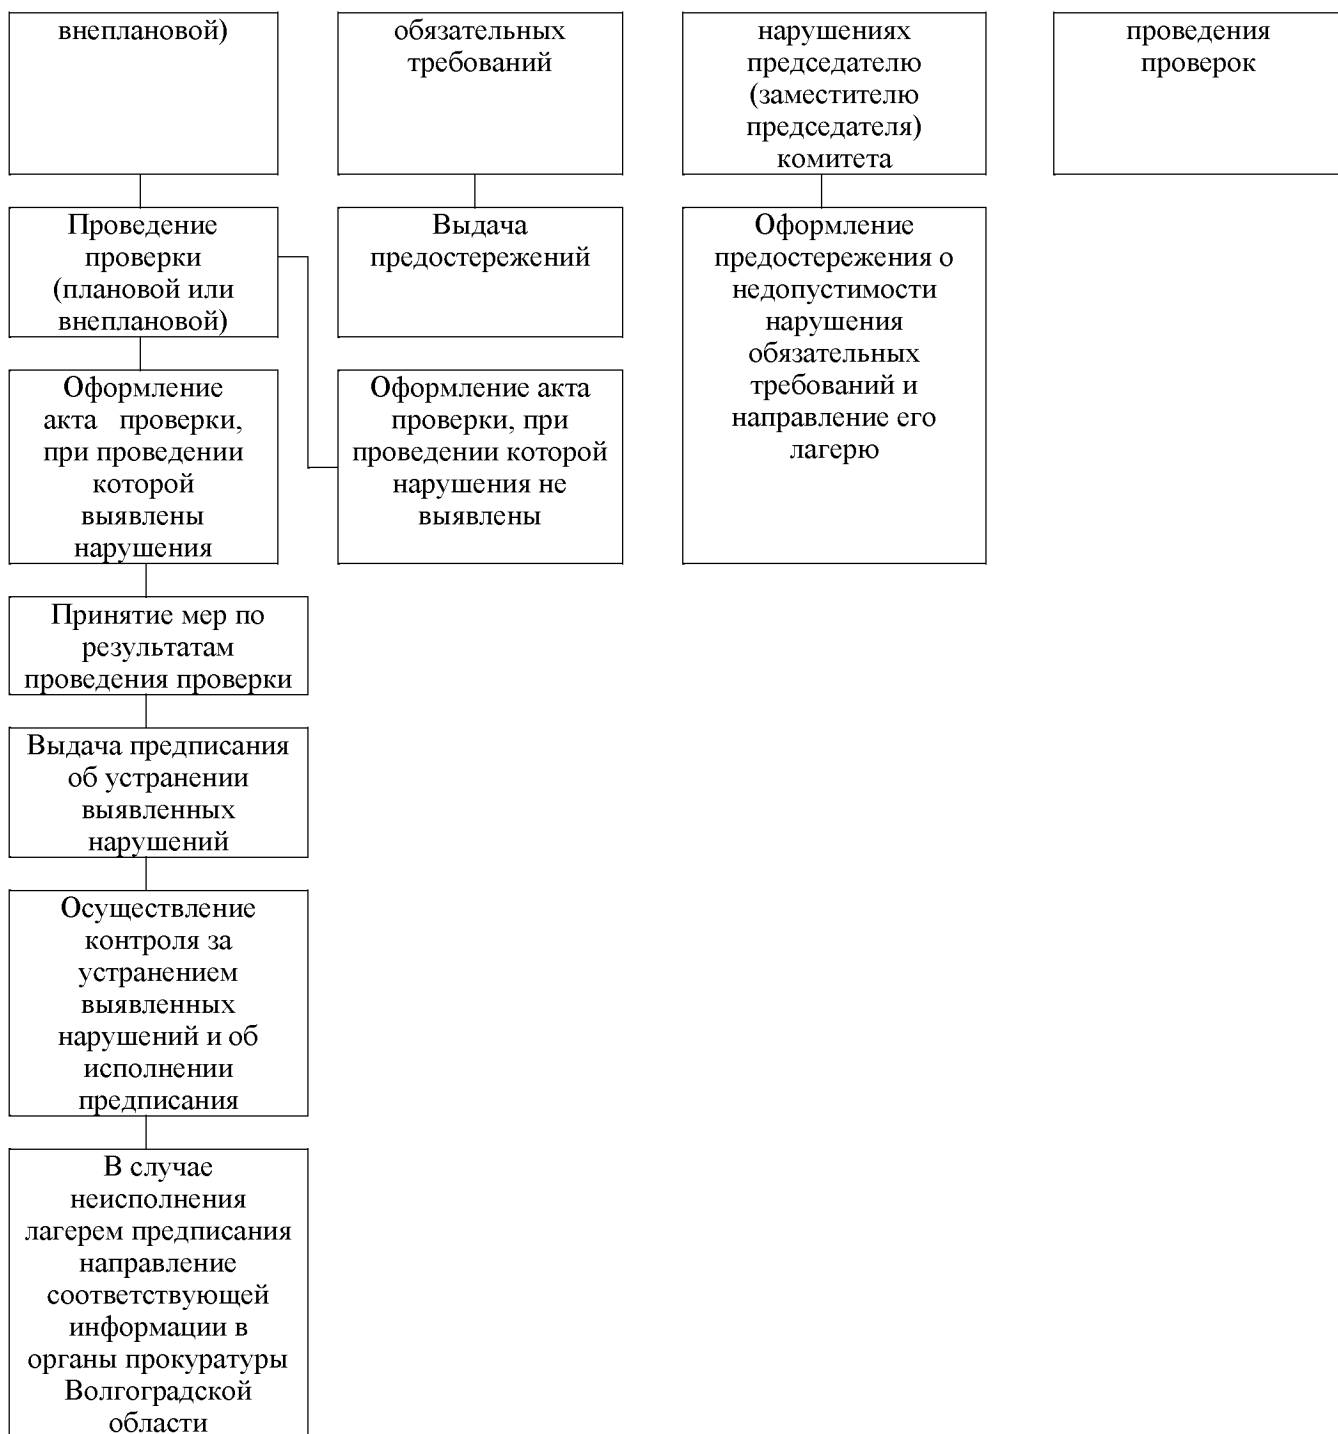 внеплановой)
обязательных
требований
нарушениях
председателю
(заместителю
председателя)
комитета
проведения
проверок
Проведение
проверки
(плановой или
внеплановой)
Выдача
предостережений
Оформление
предостережения о
недопустимости
нарушения
обязательных
требований и
направление его
лагерю
Оформление
акта проверки,
при проведении
которой
выявлены
нарушения
Оформление акта
проверки, при
проведении которой
нарушения не
выявлены
Принятие мер по
результатам
проведения проверки
Выдача предписания
об устранении
выявленных
нарушений
Осуществление
контроля за
устранением
выявленных
нарушений и об
исполнении
предписания
В случае
неисполнения
лагерем предписания
направление
соответствующей
информации в
органы прокуратуры
Волгоградской
области